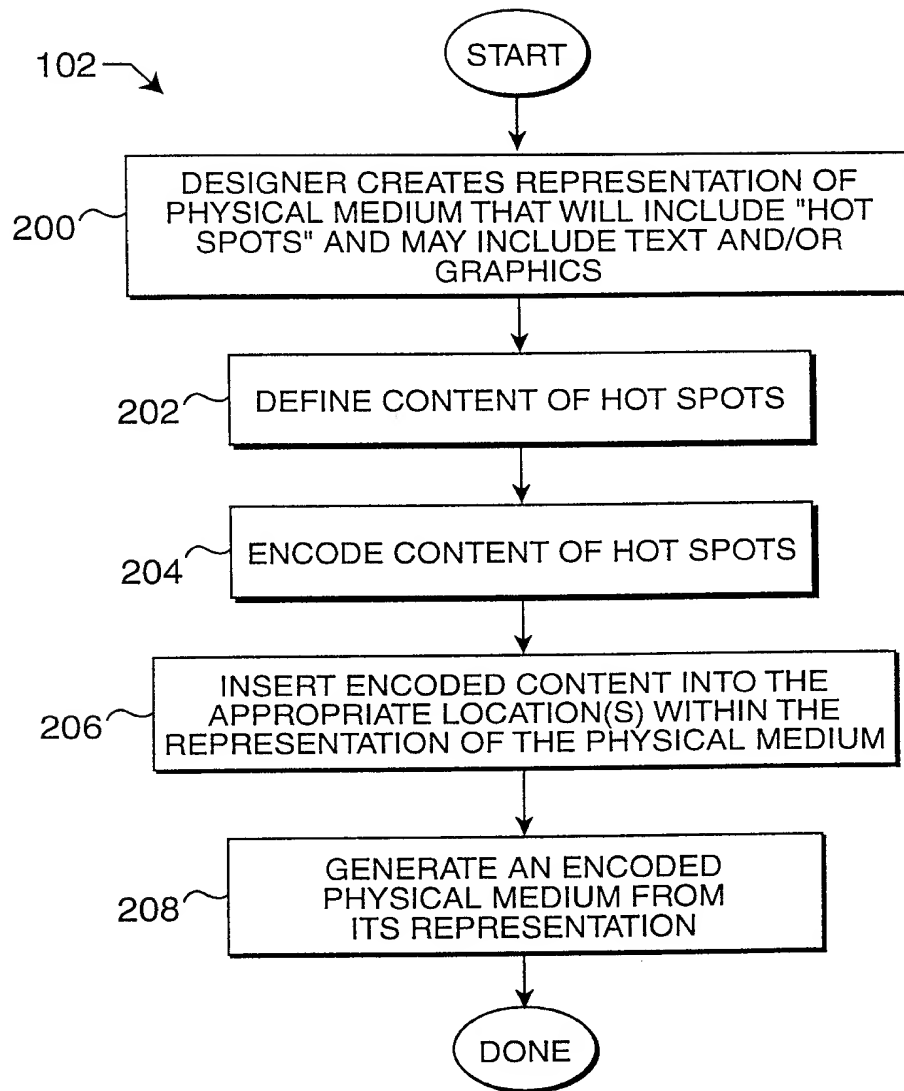 102
START
200
DESIGNER CREATES REPRESENTATION OF
PHYSICAL MEDIUM THAT WILL INCLUDE "HOT
SPOTS" AND MAY INCLUDE TEXT AND/OR
GRAPHICS
202
DEFINE CONTENT OF HOT SPOTS
204
ENCODE CONTENT OF HOT SPOTS
206
INSERT ENCODED CONTENT INTO THE
APPROPRIATE LOCATION(S) WITHIN THE
REPRESENTATION OF THE PHYSICAL MEDIUM
208
GENERATE AN ENCODED
PHYSICAL MEDIUM FROM
ITS REPRESENTATION
DONE